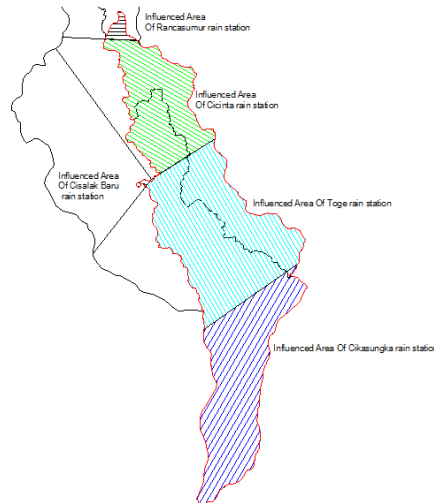 Influenced Area
Of Rancasumur rain station
Influenced Area
Of Cicinta rain station
Influenced Area
Of Cisalak Baru
rain station
Influenced Area Of Toge rain station
Influenced Area Of Cikasungka rain station